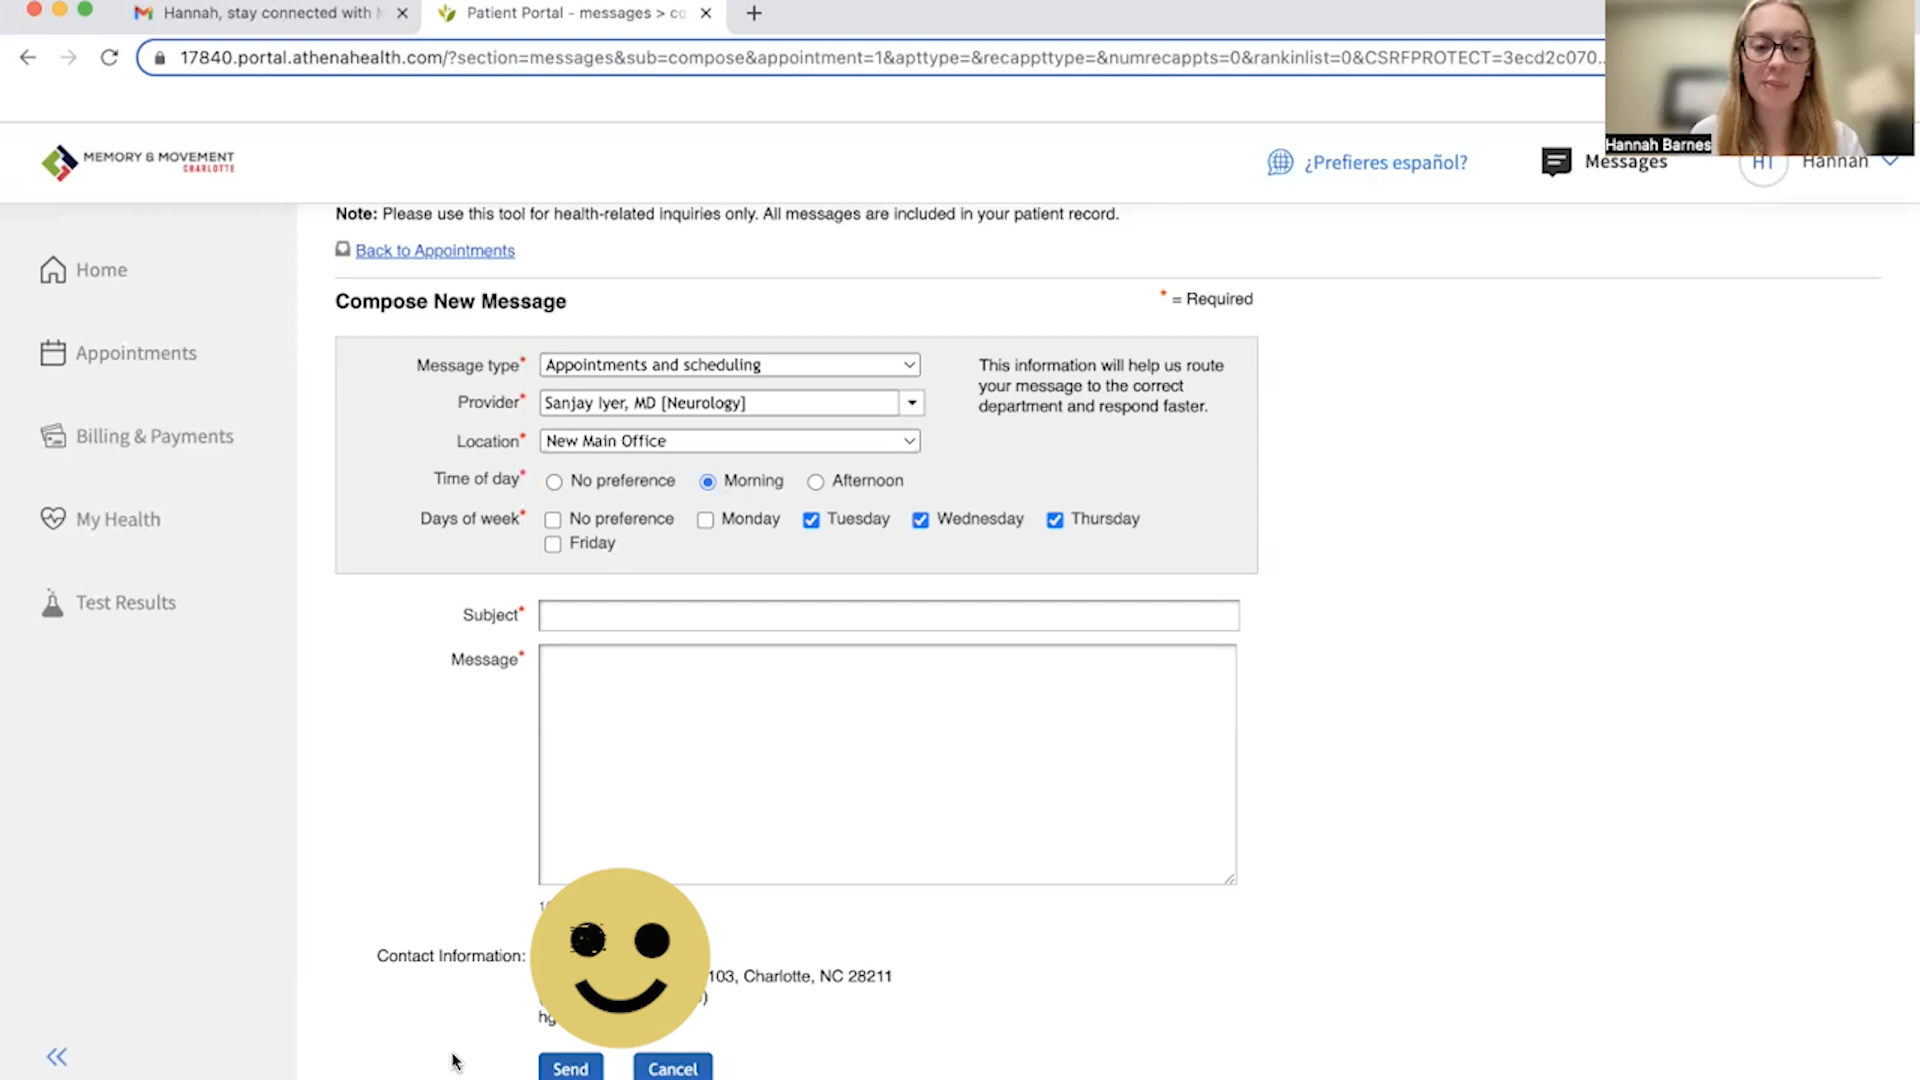 Hannah, stay connected with
Patient Portal - messages > co
17840.portal.athenahealth.com/?section=messages&sub=compose&appointment=1&apttype=&recappttype=&numrecappts=0&rankinlist=0&CSRFPROTECT=3ecd2c070...
Hannah Barnes
MEMORY & MOVEMENT
CHARLOTTE
¿Prefieres español?
Messages
HT
Hannah
Note: Please use this tool for health-related inquiries only. All messages are included in your patient record.
Back to Appointments
Home
Appointments
Billing & Payments
My Health
Test Results
Compose New Message
* = Required
Message type* Appointments and scheduling
Provider* Sanjay Iyer, MD [Neurology]
Location* New Main Office
Time of day* No preference Morning Afternoon
Days of week* No preference Monday Tuesday Wednesday Thursday
Friday
This information will help us route
your message to the correct
department and respond faster.
Subject*
Message*
Contact Information:
103, Charlotte, NC 28211
Send Cancel